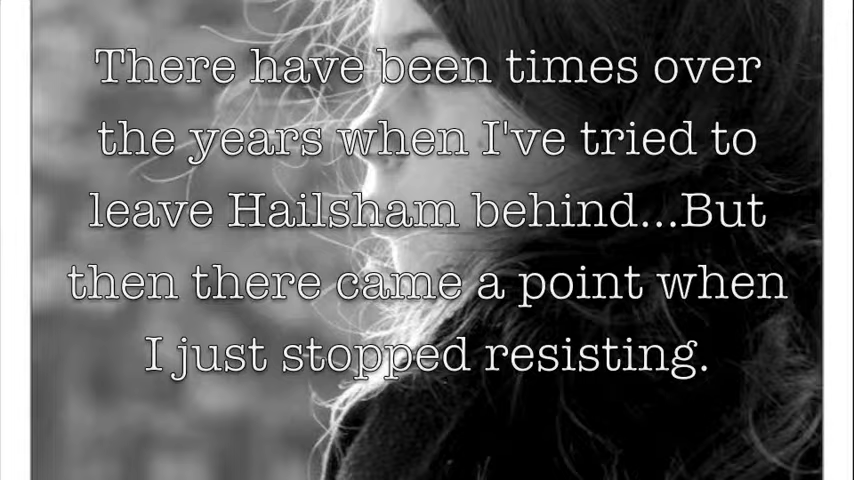 There have been times over
the years when I've tried to
leave Hailsham behind...But
then there came a point when
I just stopped resisting.